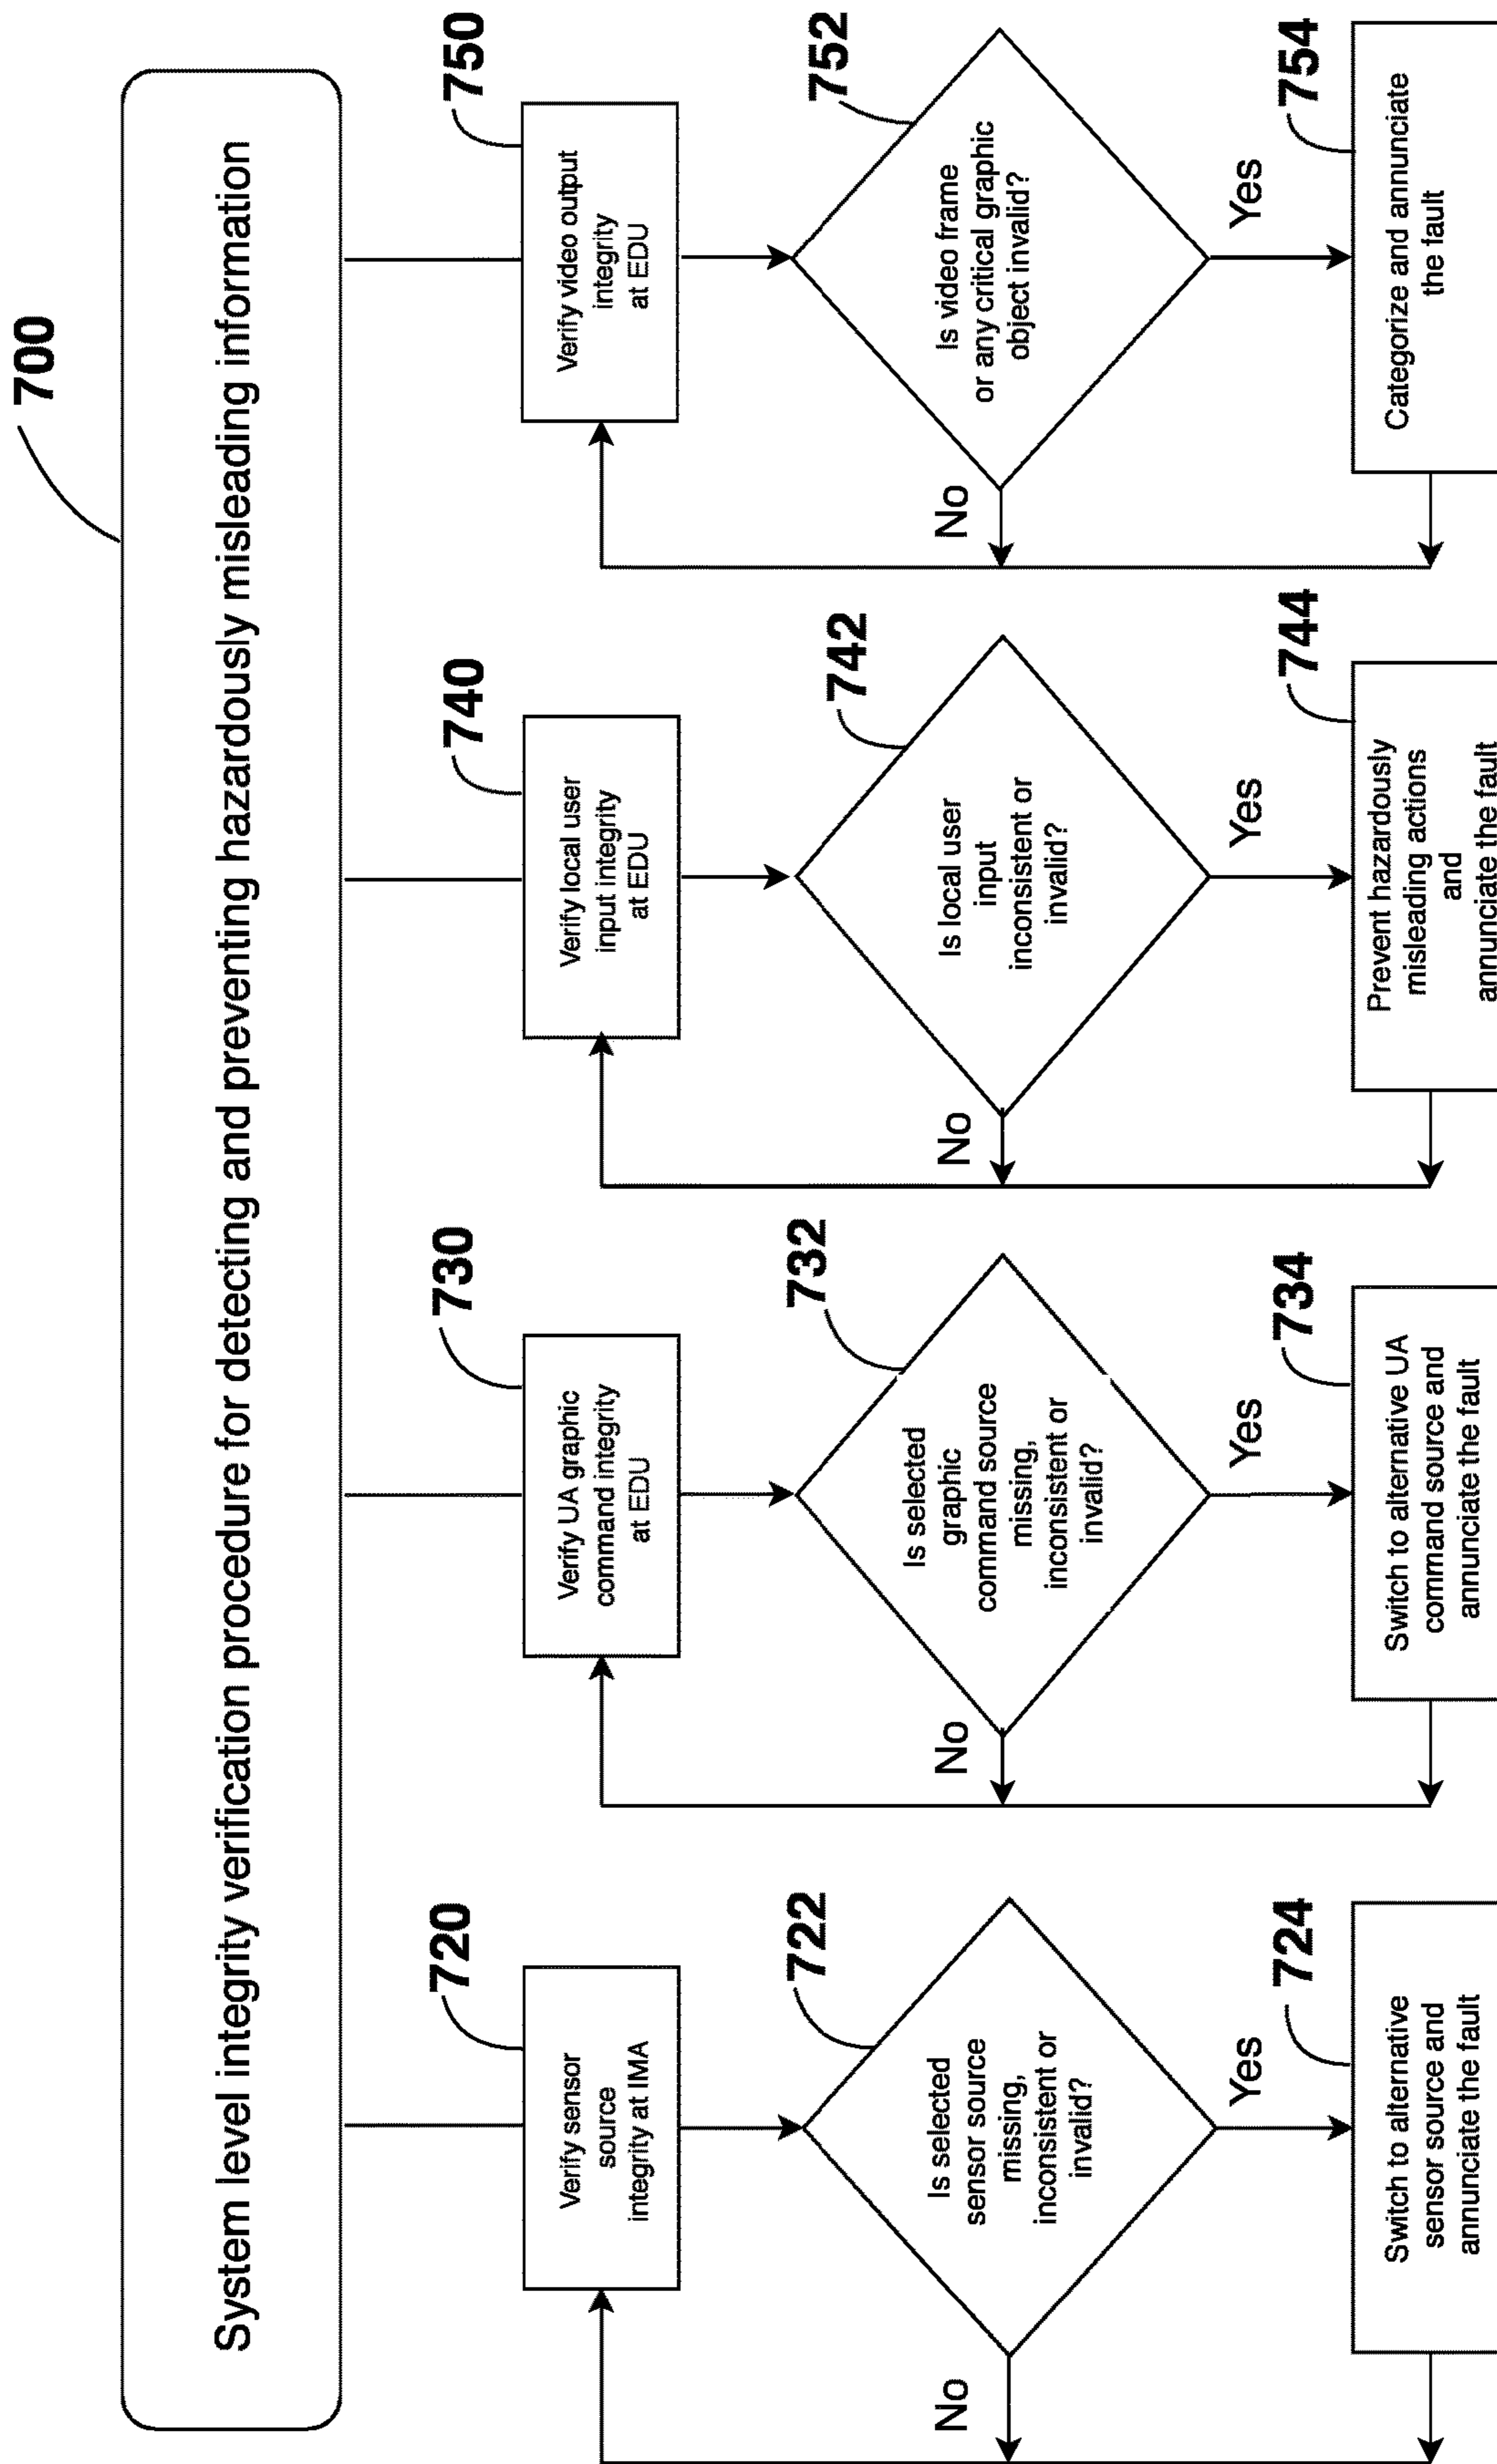 700
System level integrity verification procedure for detecting and preventing hazardously misleading information
720
Verify sensor
source
integrity at IMA
722
Is selected
sensor source
missing,
inconsistent or
invalid?
No
Yes
724
Switch to alternative
sensor source and
annunciate the fault
730
Verify UA graphic
command integrity
at EDU
732
Is selected
graphic
command source
missing,
inconsistent or
invalid?
No
Yes
734
Switch to alternative UA
command source and
annunciate the fault
740
Verify local user
input integrity
at EDU
742
Is local user
input
inconsistent or
invalid?
No
Yes
744
Prevent hazardously
misleading actions
and
annunciate the fault
750
Verify video output
integrity
at EDU
752
Is video frame
or any critical graphic
object invalid?
No
Yes
754
Categorize and annunciate
the fault